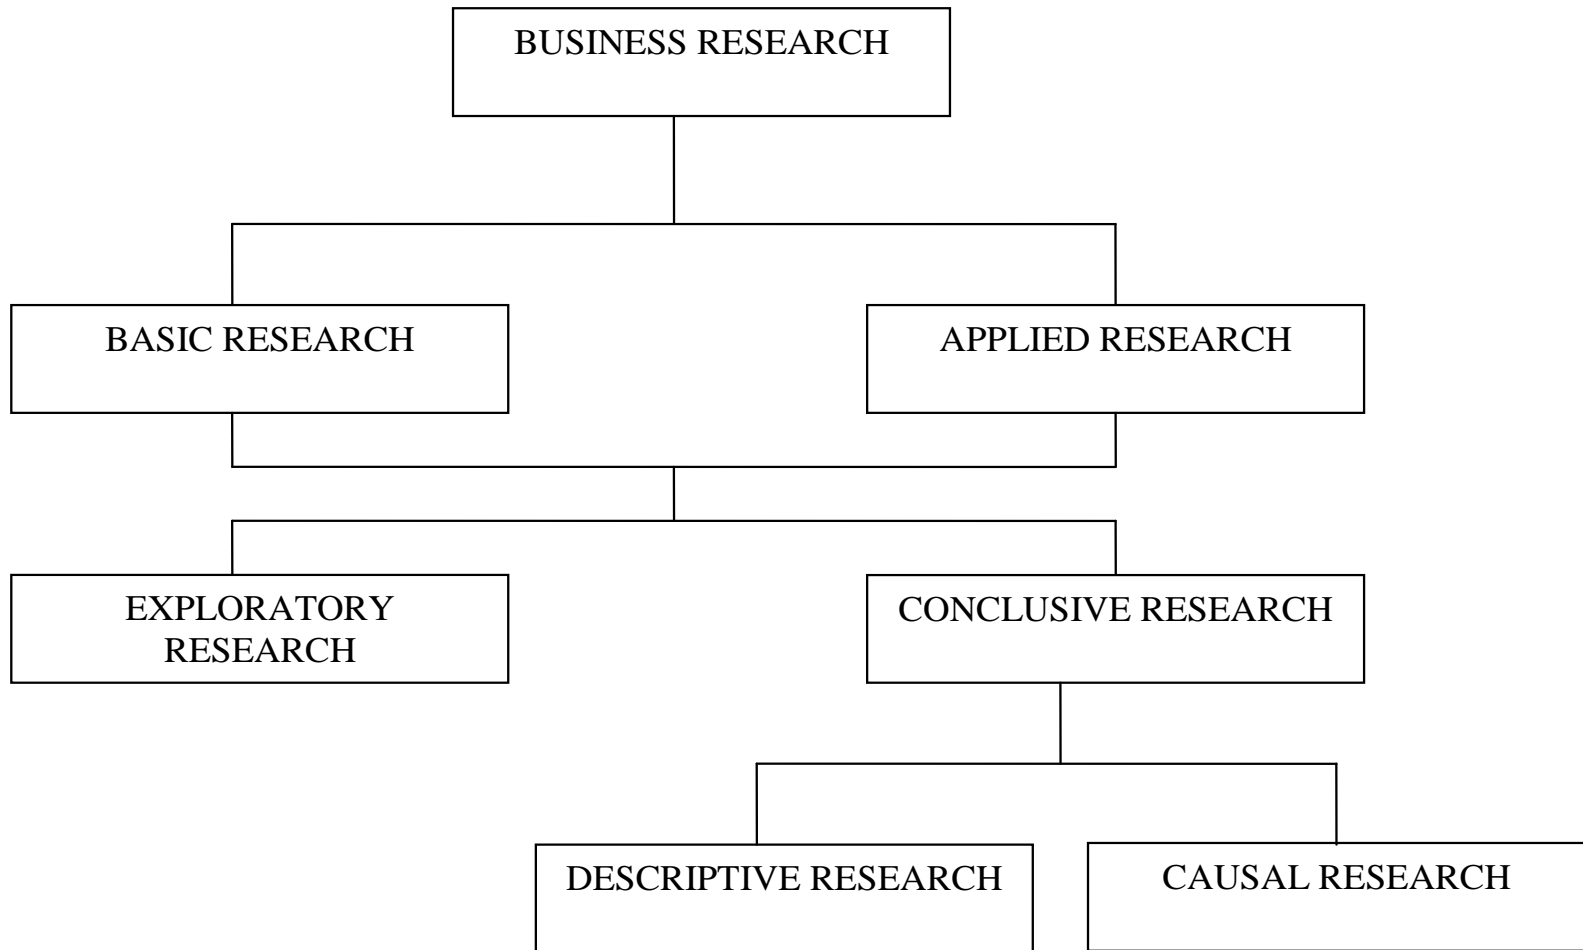 BUSINESS RESEARCH
BASIC RESEARCH
APPLIED RESEARCH
EXPLORATORY
RESEARCH
CONCLUSIVE RESEARCH
DESCRIPTIVE RESEARCH
CAUSAL RESEARCH